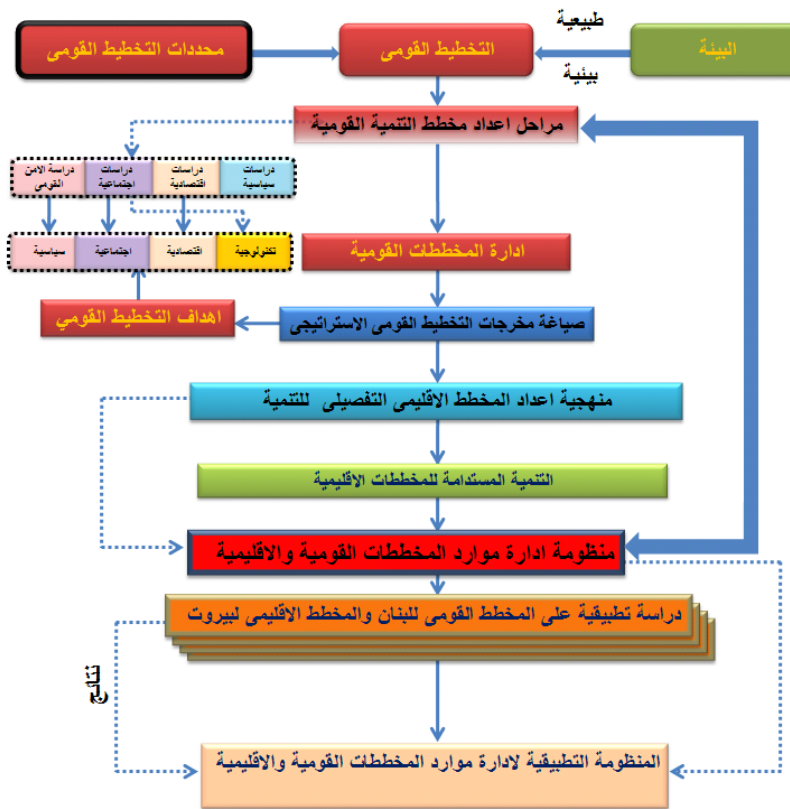 محددات التخطيط القومى
التخطيط القومى
طبيعية
بيئية
البيئة
مراحل اعداد مخطط التنمية القومية
دراسات سياسية
دراسات اقتصادية
دراسات اجتماعية
دراسة الامن القومى
تكنولوجية
اقتصادية
اجتماعية
سياسية
ادارة المخططات القومية
اهداف التخطيط القومي
صياغة مخرجات التخطيط القومى الاستراتيجى
منهجية اعداد المخطط الاقليمى التفصيلى للتنمية
التنمية المستدامة للمخططات الاقليمية
منظومة ادارة موارد المخططات القومية والاقليمية
دراسة تطبيقية على المخطط القومى للبنان والمخطط الاقليمى لبيروت
نتائج
المنظومة التطبيقية لادارة موارد المخططات القومية والاقليمية